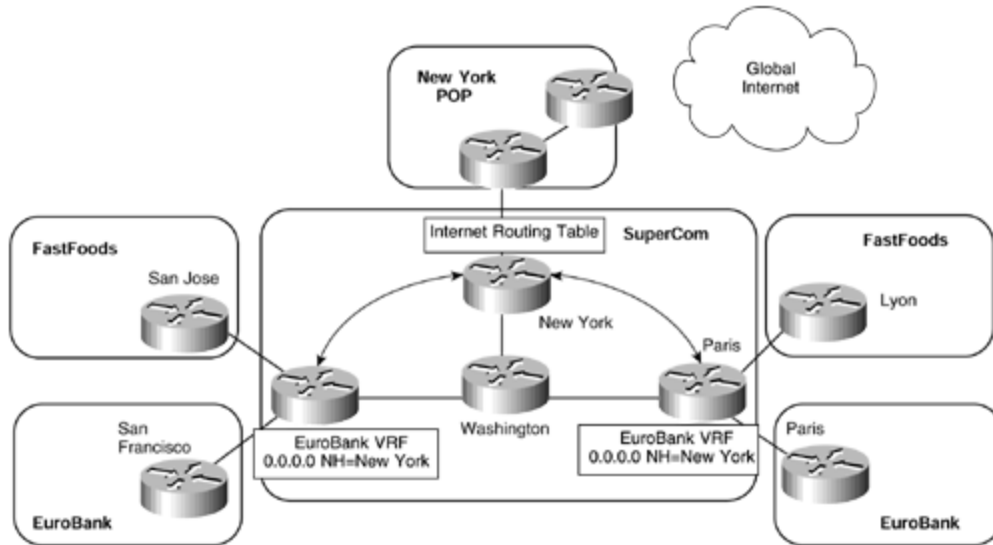 New York
POP
Global
Internet
Internet Routing Table
SuperCom
FastFoods
San Jose
FastFoods
Lyon
New York
Paris
San
Francisco
EuroBank
EuroBank VRF
0.0.0.0 NH=New York
Washington
EuroBank VRF
0.0.0.0 NH=New York
Paris
EuroBank